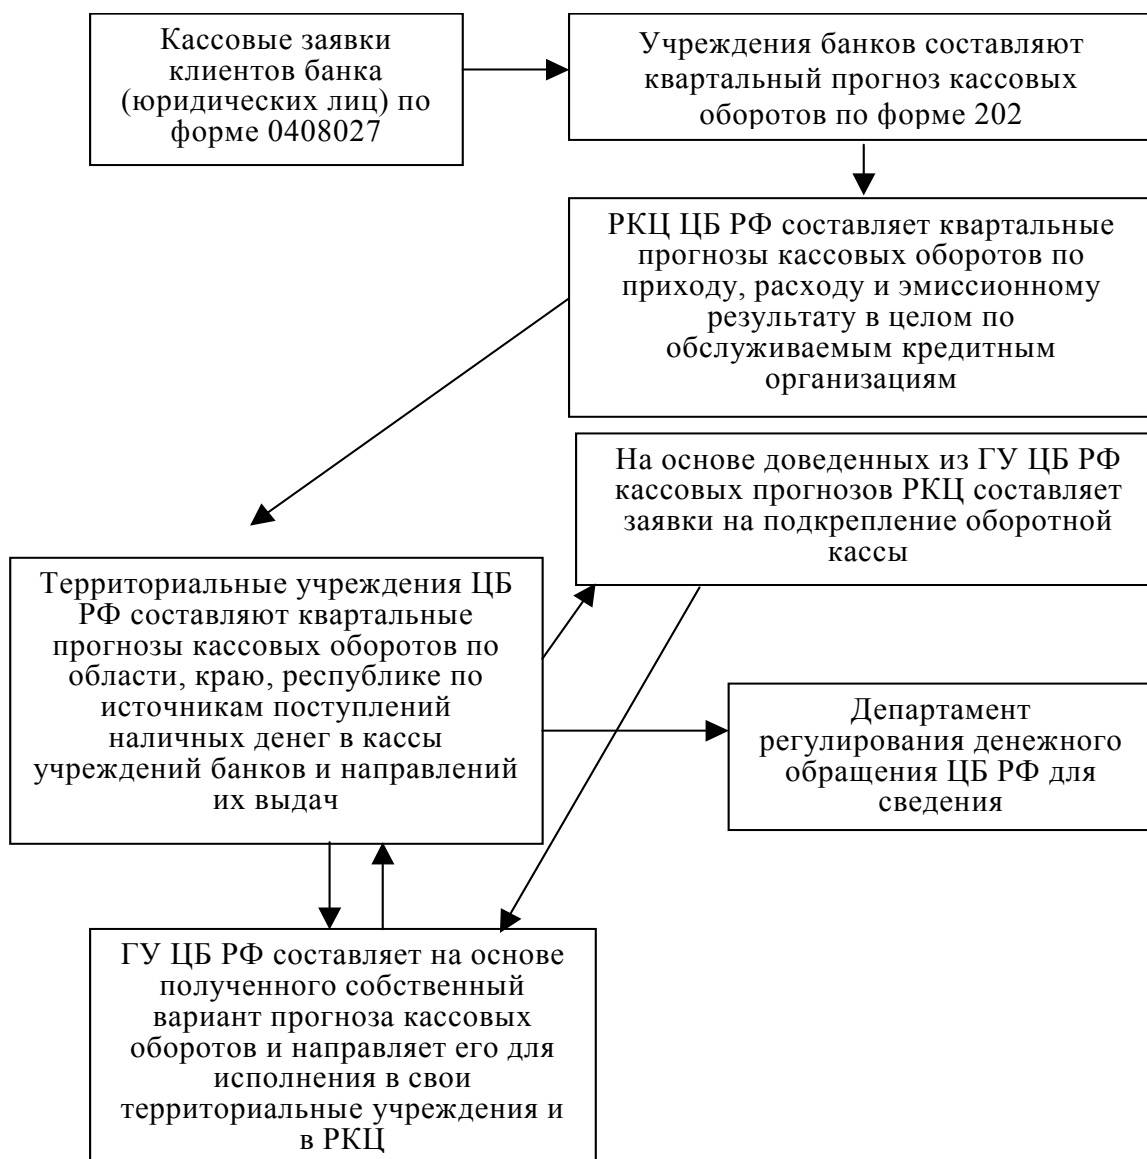 Кассовые заявки
клиентов банка
(юридических лиц) по
форме 0408027
Учреждения банков составляют
квартальный прогноз кассовых
оборотов по форме 202
РКЦ ЦБ РФ составляет квартальные
прогнозы кассовых оборотов по
приходу, расходу и эмиссионному
результату в целом по
обслуживаемым кредитным
организациям
На основе доведенных из ГУ ЦБ РФ
кассовых прогнозов РКЦ составляет
заявки на подкрепление оборотной
кассы
Территориальные учреждения ЦБ
РФ составляют квартальные
прогнозы кассовых оборотов по
области, краю, республике по
источникам поступлений
наличных денег в кассы
учреждений банков и направлений
их выдач
Департамент
регулирования денежного
обращения ЦБ РФ для
сведения
ГУ ЦБ РФ составляет на основе
полученного собственный
вариант прогноза кассовых
оборотов и направляет его для
исполнения в свои
территориальные учреждения и
в РКЦ